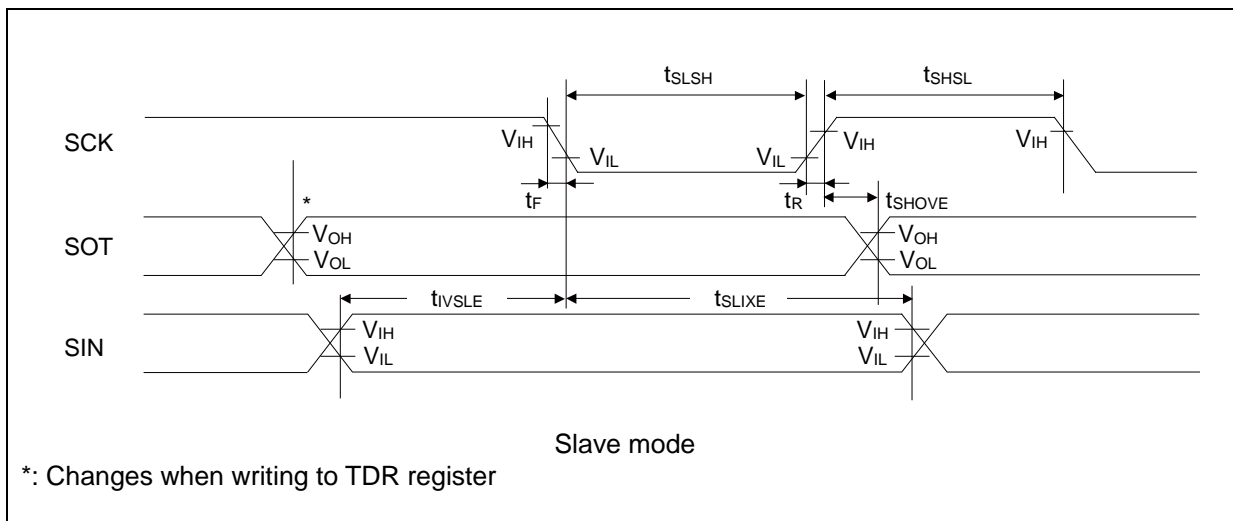 tSLSH tSHSL
SCK VIH VIL VIL VIH VIH
tF tR tSHOVE
*
SOT VOH VOH
VOL VOL
tIVSLE tSLIXE
SIN VIH VIH
VIL VIL
Slave mode
*: Changes when writing to TDR register